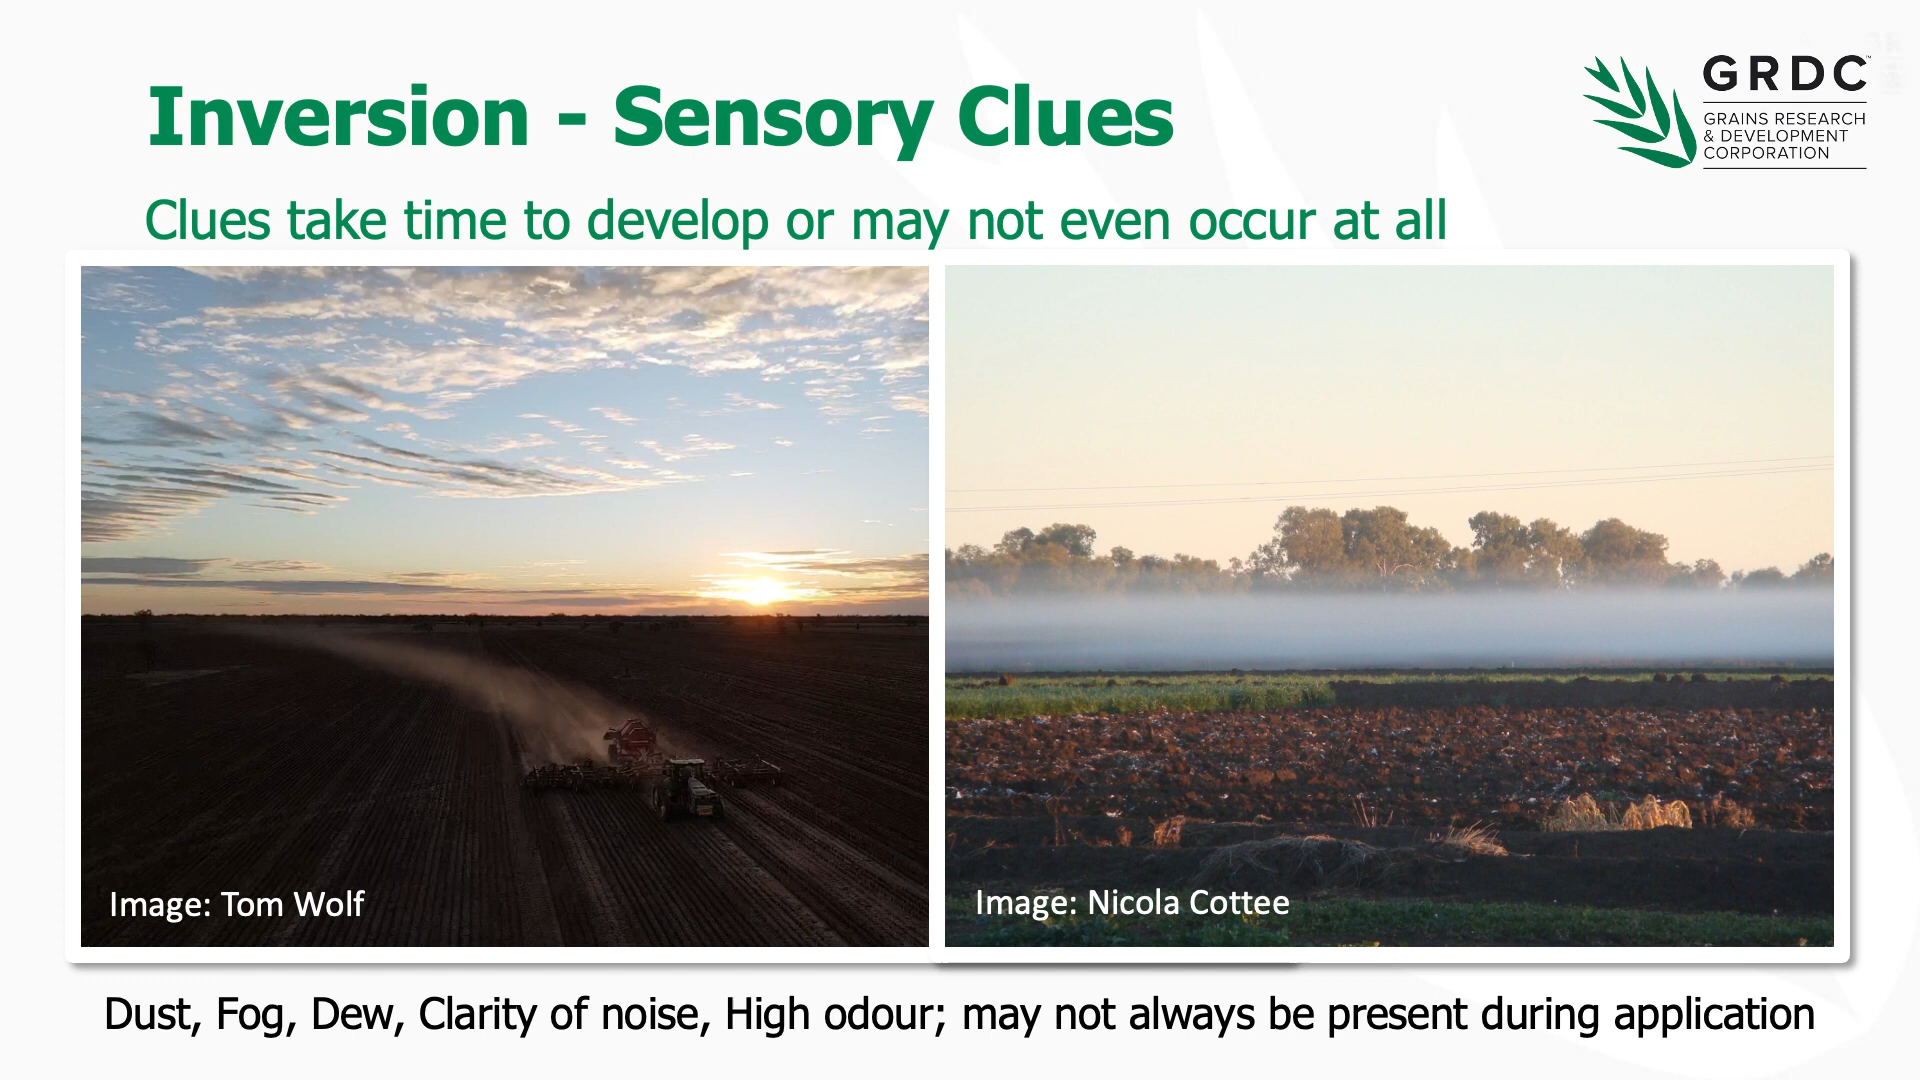 Inversion - Sensory Clues
GRDC™
GRAINS RESEARCH
& DEVELOPMENT
CORPORATION
Clues take time to develop or may not even occur at all
Image: Tom Wolf
Image: Nicola Cottee
Dust, Fog, Dew, Clarity of noise, High odour; may not always be present during application